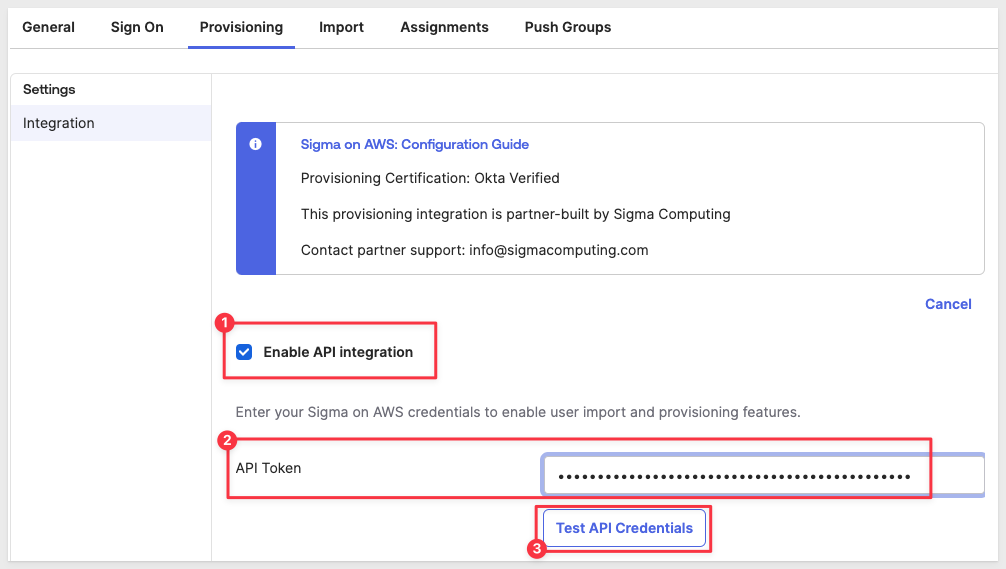 General Sign On Provisioning Import Assignments Push Groups
Settings
Integration
Sigma on AWS: Configuration Guide
Provisioning Certification: Okta Verified
This provisioning integration is partner-built by Sigma Computing
Contact partner support: info@sigmacomputing.com
Cancel
1
Enable API integration
Enter your Sigma on AWS credentials to enable user import and provisioning features.
2
API Token ••••••••••••••••••••••••••••••••••••••••••••
Test API Credentials
3